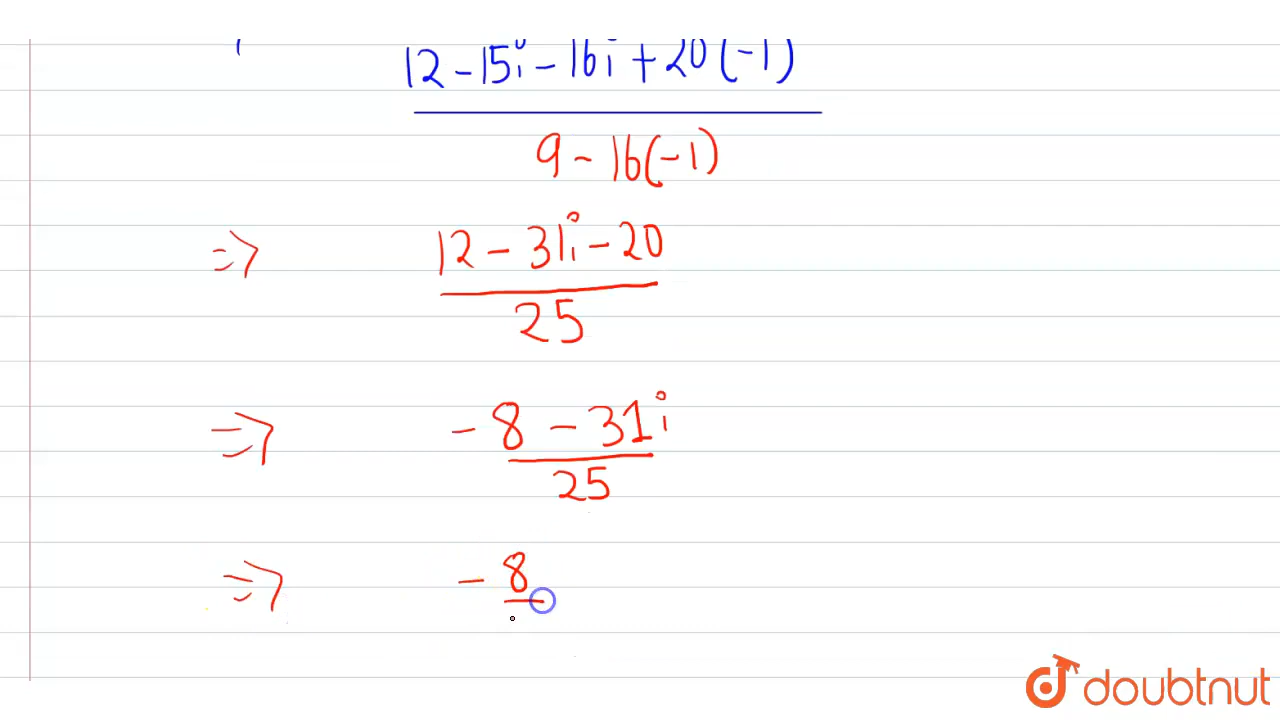 12 - 15i - 16i + 20(-1)
9 - 16(-1)
=> 12 - 31i - 20
25
=> - 8 - 31i
25
=> - 8
doubtnut